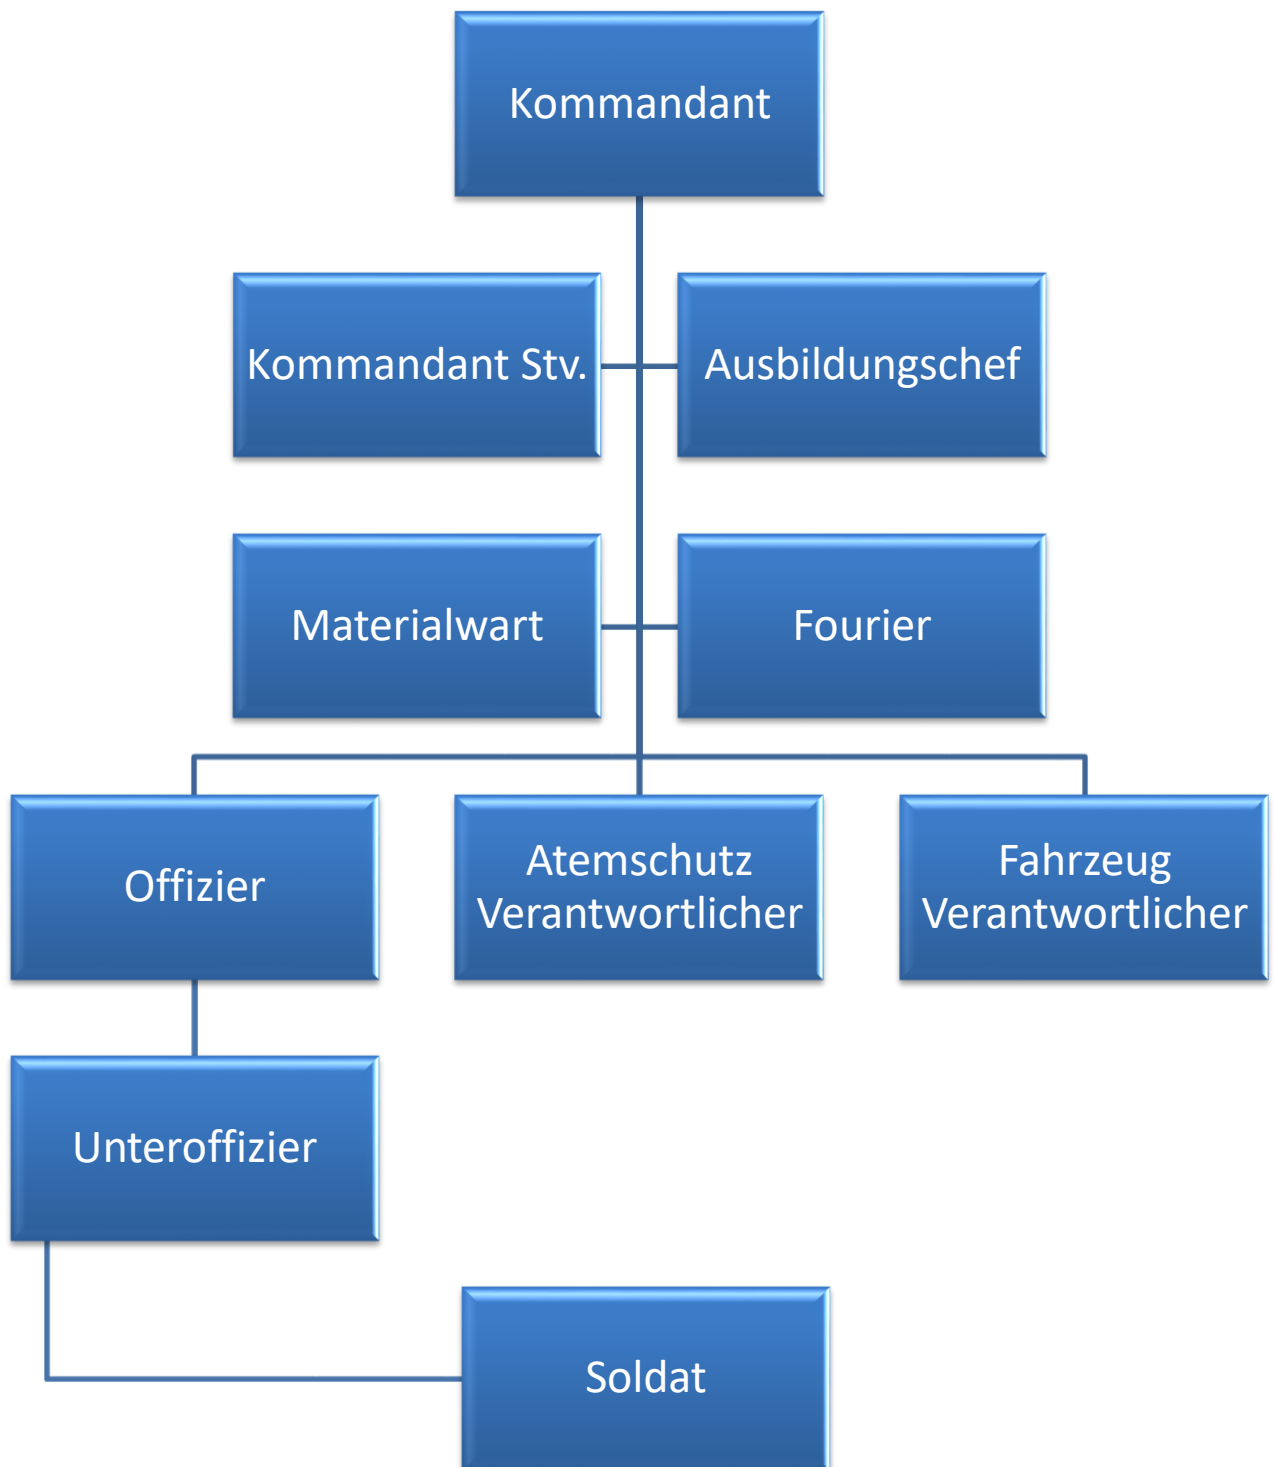 Kommandant
Kommandant Stv.
Ausbildungschef
Materialwart
Fourier
Offizier
Atemschutz
Verantwortlicher
Fahrzeug
Verantwortlicher
Unteroffizier
Soldat